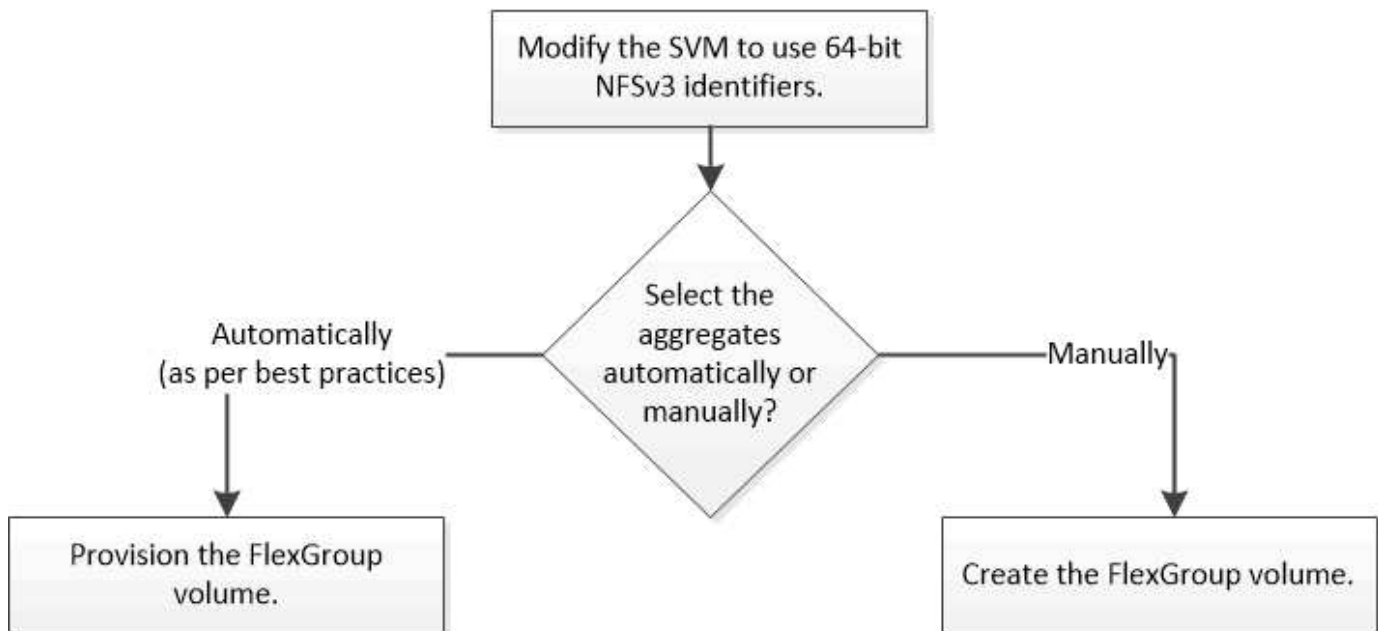 Modify the SVM to use 64-bit
NFSv3 identifiers.
Select the
aggregates
automatically or
manually?
Automatically
(as per best practices)
Manually
Provision the FlexGroup
volume.
Create the FlexGroup volume.